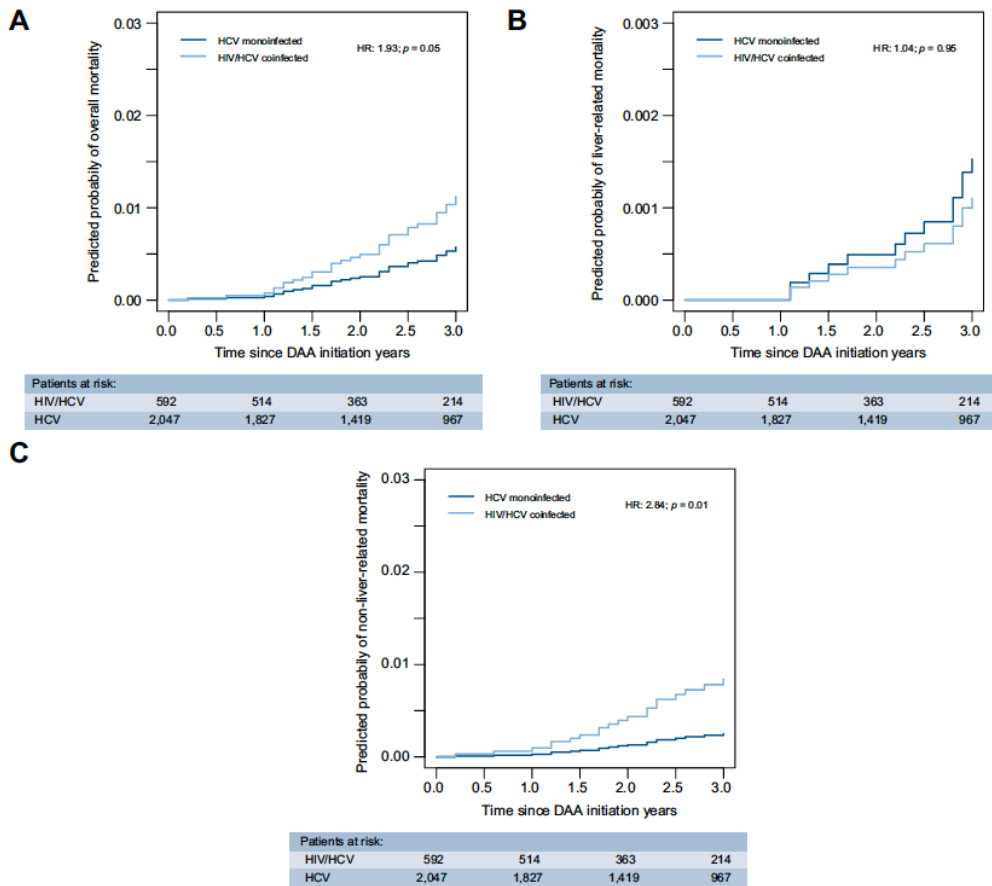 A
Predicted probabily of overall mortality
0.03
0.02
0.01
0.00
HCV monoinfected
HIV/HCV coinfected
HR: 1.93; p = 0.05
0.0 0.5 1.0 1.5 2.0 2.5 3.0
Time since DAA initiation years
Patients at risk:
HIV/HCV 592 514 363 214
HCV 2,047 1,827 1,419 967
B
Predicted probabiliy of liver-related mortality
0.003
0.002
0.001
0.000
HCV monoinfected
HIV/HCV coinfected
HR: 1.04; p = 0.95
0.0 0.5 1.0 1.5 2.0 2.5 3.0
Time since DAA initiation years
Patients at risk:
HIV/HCV 592 514 363 214
HCV 2,047 1,827 1,419 967
C
Predicted probabiliy of non-liver-related mortality
0.03
0.02
0.01
0.00
HCV monoinfected
HIV/HCV coinfected
HR: 2.84; p = 0.01
0.0 0.5 1.0 1.5 2.0 2.5 3.0
Time since DAA initiation years
Patients at risk:
HIV/HCV 592 514 363 214
HCV 2,047 1,827 1,419 967